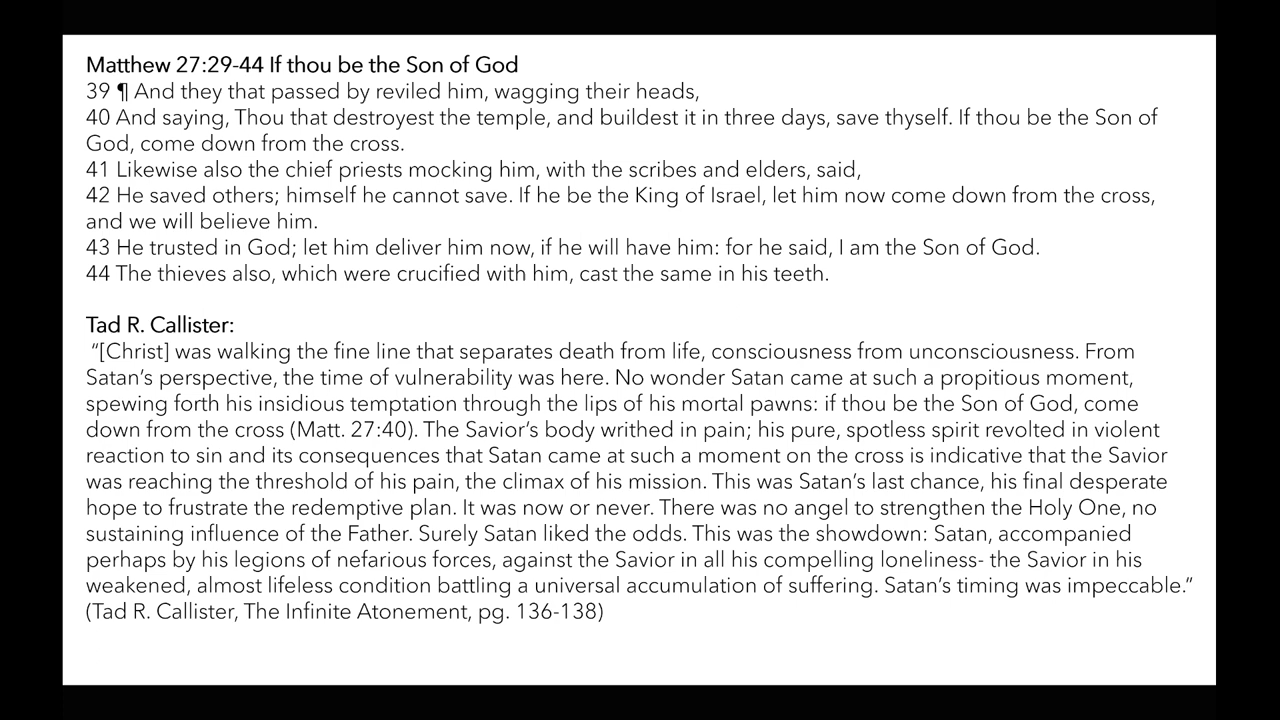 Matthew 27:29-44 If thou be the Son of God
39 ¶ And they that passed by reviled him, wagging their heads,
40 And saying, Thou that destroyest the temple, and buildest it in three days, save thyself. If thou be the Son of
God, come down from the cross.
41 Likewise also the chief priests mocking him, with the scribes and elders, said,
42 He saved others; himself he cannot save. If he be the King of Israel, let him now come down from the cross,
and we will believe him.
43 He trusted in God; let him deliver him now, if he will have him: for he said, I am the Son of God.
44 The thieves also, which were crucified with him, cast the same in his teeth.
Tad R. Callister:
“[Christ] was walking the fine line that separates death from life, consciousness from unconsciousness. From
Satan’s perspective, the time of vulnerability was here. No wonder Satan came at such a propitious moment,
spewing forth his insidious temptation through the lips of his mortal pawns: if thou be the Son of God, come
down from the cross (Matt. 27:40). The Savior’s body writhed in pain; his pure, spotless spirit revolted in violent
reaction to sin and its consequences that Satan came at such a moment on the cross is indicative that the Savior
was reaching the threshold of his pain, the climax of his mission. This was Satan’s last chance, his final desperate
hope to frustrate the redemptive plan. It was now or never. There was no angel to strengthen the Holy One, no
sustaining influence of the Father. Surely Satan liked the odds. This was the showdown: Satan, accompanied
perhaps by his legions of nefarious forces, against the Savior in all his compelling loneliness- the Savior in his
weakened, almost lifeless condition battling a universal accumulation of suffering. Satan’s timing was impeccable.”
(Tad R. Callister, The Infinite Atonement, pg. 136-138)